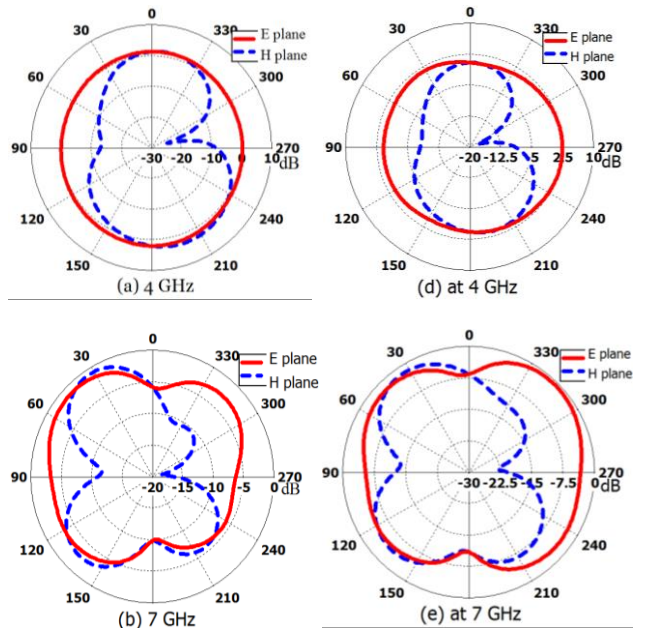 0
30
330
E plane
H plane
60
300
90
-30 -20 -10 0 10
270
dB
120
240
150
210
(a) 4 GHz
0
30
330
E plane
H plane
60
300
90
-20 -12.5 -5 2.5 10
270
dB
120
240
150
210
(d) at 4 GHz
0
30
330
E plane
H plane
60
300
90
-20 -15 -10 -5 0
270
dB
120
240
150
210
(b) 7 GHz
0
30
330
E plane
H plane
60
300
90
-30 -22.5 -15 -7.5 0
270
dB
120
240
150
210
(e) at 7 GHz